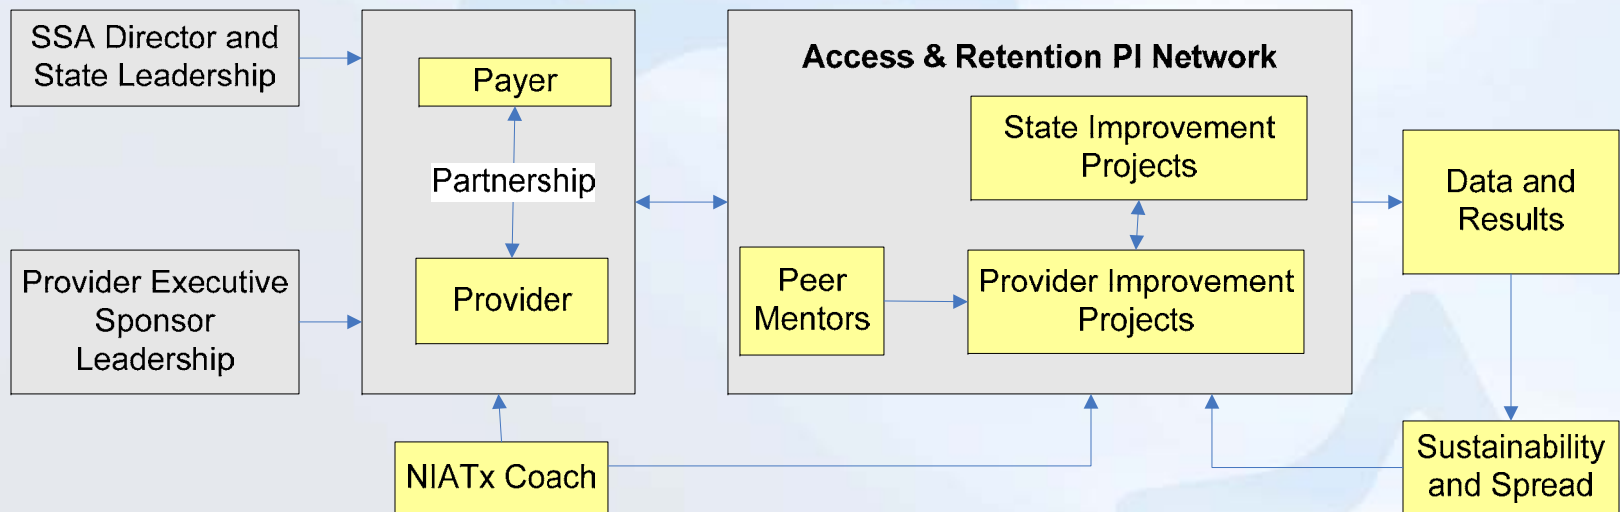 SSA Director and
State Leadership
Payer
Partnership
Provider
Provider Executive
Sponsor
Leadership
NIATx Coach
Access & Retention PI Network
State Improvement
Projects
Peer
Mentors
Provider Improvement
Projects
Data and
Results
Sustainability
and Spread